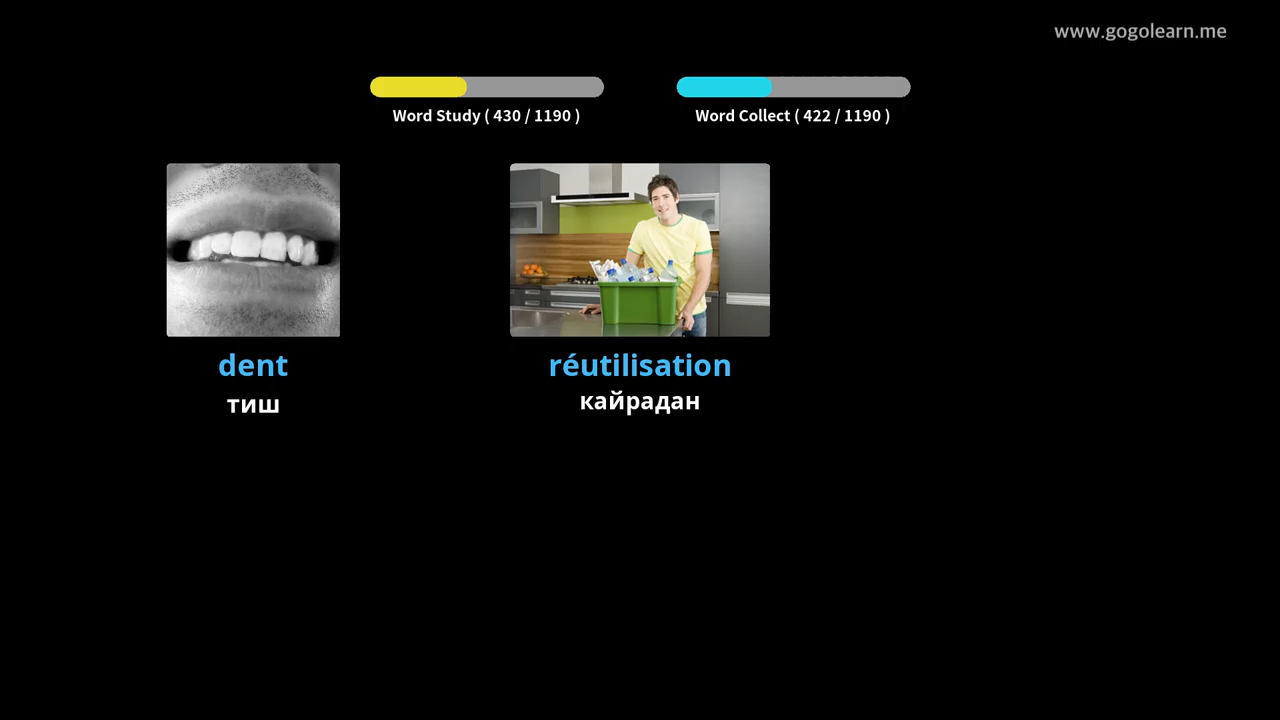 www.gogolearn.me
Word Study ( 430 / 1190 )
Word Collect ( 422 / 1190 )
dent
тиш
réutilisation
кайрадан